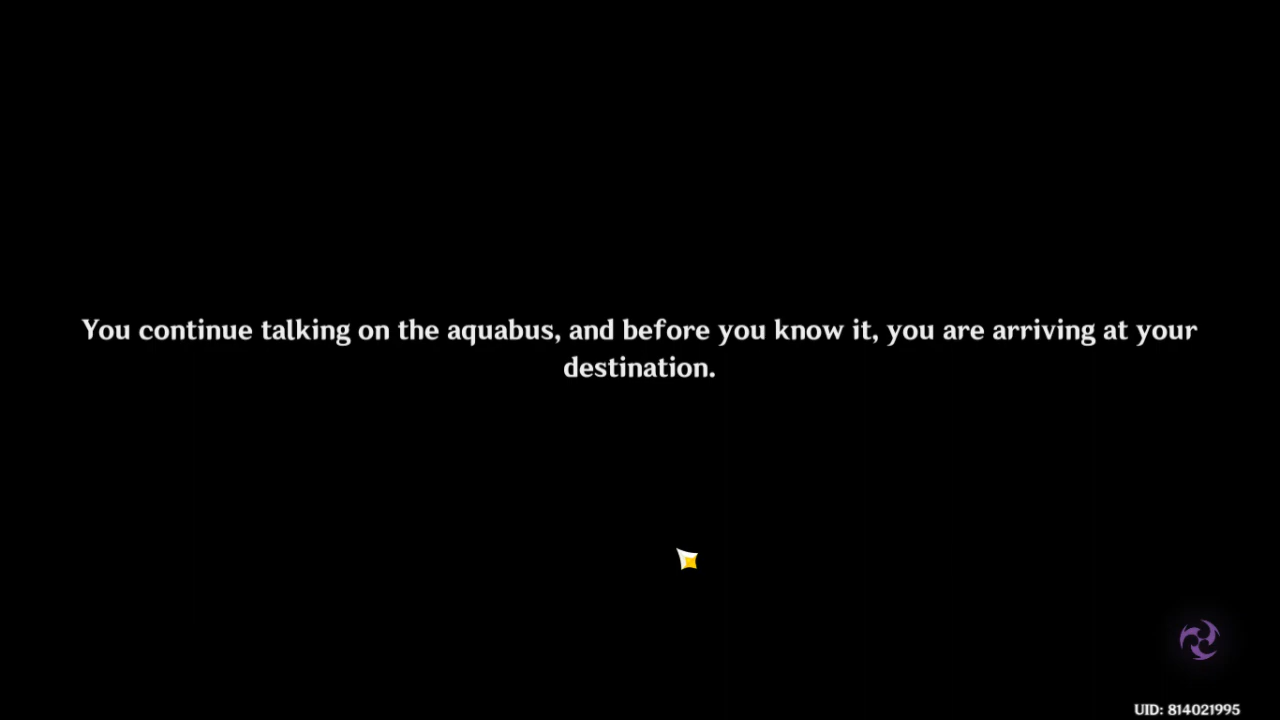 You continue talking on the aquabus, and before you know it, you are arriving at your
destination.
UID: 814021995